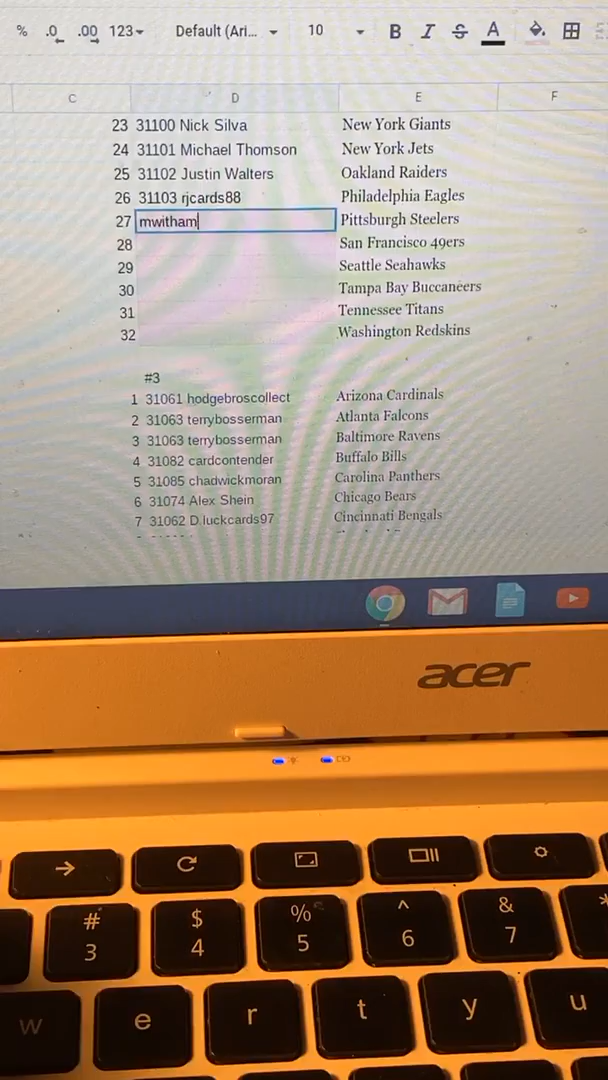 % .0 .00 123 Default (Ari... 10 B I S A
C D E F
23 31100 Nick Silva New York Giants
24 31101 Michael Thomson New York Jets
25 31102 Justin Walters Oakland Raiders
26 31103 rjcards88 Philadelphia Eagles
27 mwitham Pittsburgh Steelers
28 San Francisco 49ers
29 Seattle Seahawks
30 Tampa Bay Buccaneers
31 Tennessee Titans
32 Washington Redskins
#3
1 31061 hodgebroscollect Arizona Cardinals
2 31063 terrybosserman Atlanta Falcons
3 31063 terrybosserman Baltimore Ravens
4 31082 cardcontender Buffalo Bills
5 31085 chadwickmoran Carolina Panthers
6 31074 Alex Shein Chicago Bears
7 31062 D.luckcards97 Cincinnati Bengals
acer
# $ % ^ &
3 4 5 6 7
w e r t y u